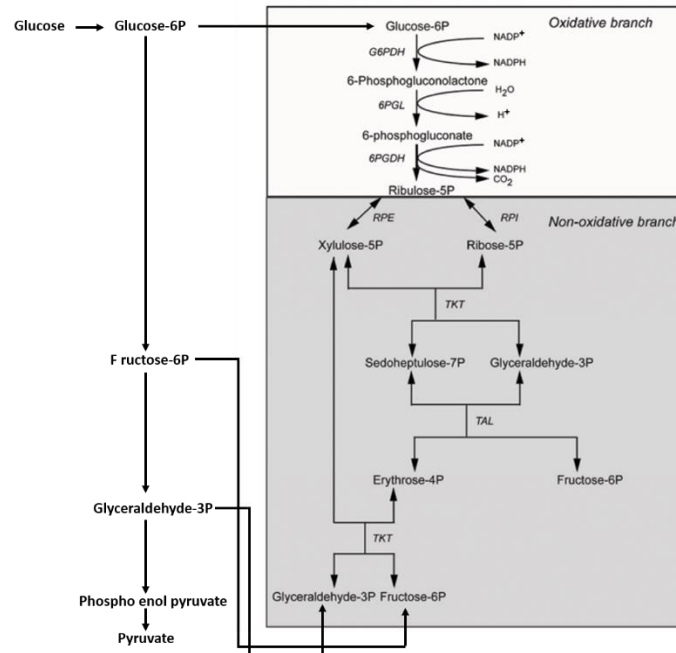 Glucose
Glucose-6P
Glucose-6P
Oxidative branch
NADP+
G6PDH
NADPH
6-Phosphogluconolactone
H2O
6PGL
H+
6-phosphogluconate
NADP+
6PGDH
NADPH
CO2
Ribulose-5P
RPE
RPI
Non-oxidative branch
Xylulose-5P
Ribose-5P
TKT
F ructose-6P
Sedoheptulose-7P
Glyceraldehyde-3P
TAL
Erythrose-4P
Fructose-6P
Glyceraldehyde-3P
TKT
Phospho enol pyruvate
Glyceraldehyde-3P
Fructose-6P
Pyruvate